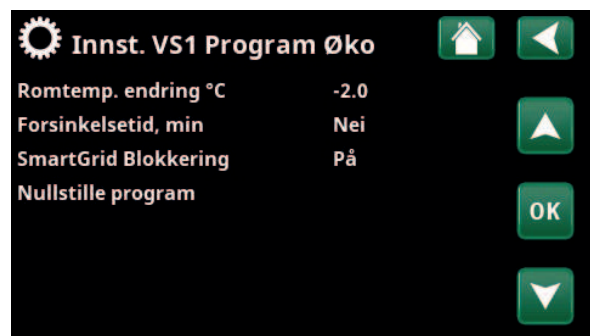 Innst. VS1 Program Øko
Romtemp. endring °C -2.0
Forsinkelsetid, min Nei
SmartGrid Blokkering På
Nullstille program
OK